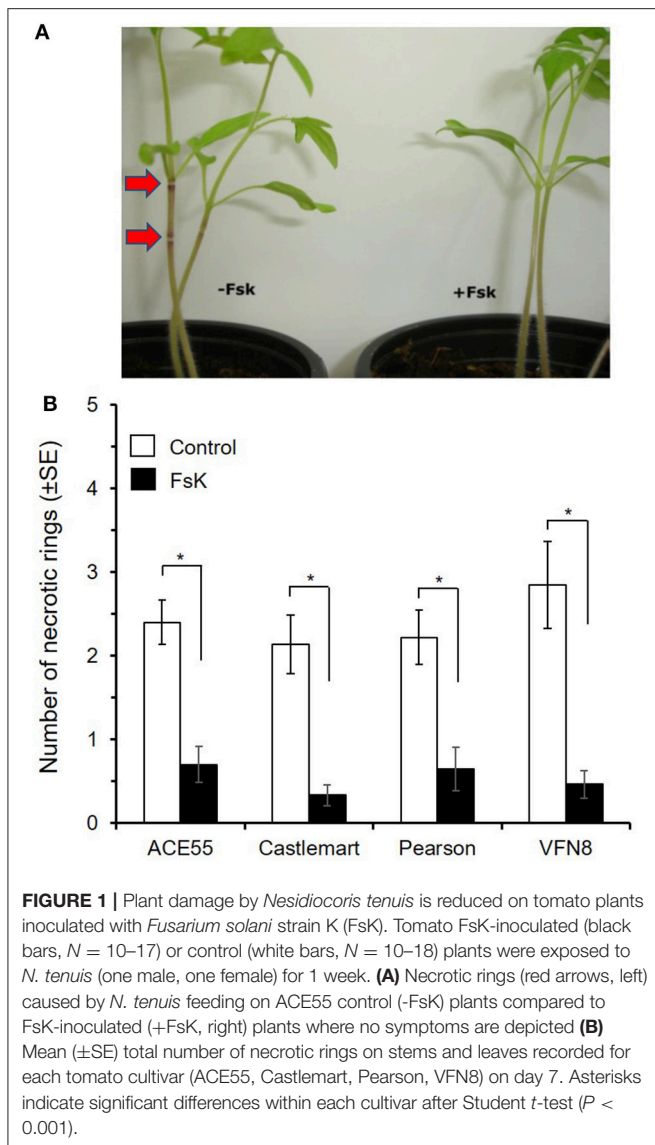 A
-Fsk
+Fsk
B
Number of necrotic rings (±SE)
5
4
3
2
1
0
Control
FsK
*
*
*
*
ACE55
Castlemart
Pearson
VFN8
FIGURE 1 | Plant damage by Nesidiocoris tenuis is reduced on tomato plants
inoculated with Fusarium solani strain K (FsK). Tomato FsK-inoculated (black
bars, N = 10–17) or control (white bars, N = 10–18) plants were exposed to
N. tenuis (one male, one female) for 1 week. (A) Necrotic rings (red arrows, left)
caused by N. tenuis feeding on ACE55 control (-FsK) plants compared to
FsK-inoculated (+FsK, right) plants where no symptoms are depicted (B)
Mean (±SE) total number of necrotic rings on stems and leaves recorded for
each tomato cultivar (ACE55, Castlemart, Pearson, VFN8) on day 7. Asterisks
indicate significant differences within each cultivar after Student t-test (P <
0.001).